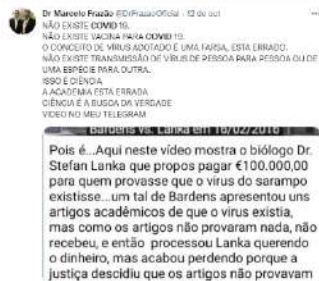 Dr Marcelo Frazão @DrFrazaoOficial · 12 de out
NÃO EXISTE COVID 19.
NÃO EXISTE VACINA PARA COVID 19.
O CONCEITO DE VÍRUS ADOTADO É UMA FARSA, ESTA ERRADO.
NÃO EXISTE TRANSMISSÃO DE VÍRUS DE PESSOA PARA PESSOA OU DE
UMA ESPÉCIE PARA OUTRA.
ISSO É CIÊNCIA
A ACADEMIA ESTA ERRADA
CIÊNCIA É A BUSCA DA VERDADE
VIDEO NO MEU TELEGRAM
Bardens vs. Lanka em 16/02/2016
Pois é...Aqui neste vídeo mostra o biólogo Dr.
Stefan Lanka que propos pagar €100.000,00
para quem provasse que o virus do sarampo
existisse...um tal de Bardens apresentou uns
artigos acadêmicos de que o virus existia,
mas como os artigos não provaram nada, não
recebeu, e então processou Lanka querendo
o dinheiro, mas acabou perdendo porque a
justiça descidiu que os artigos não provavam